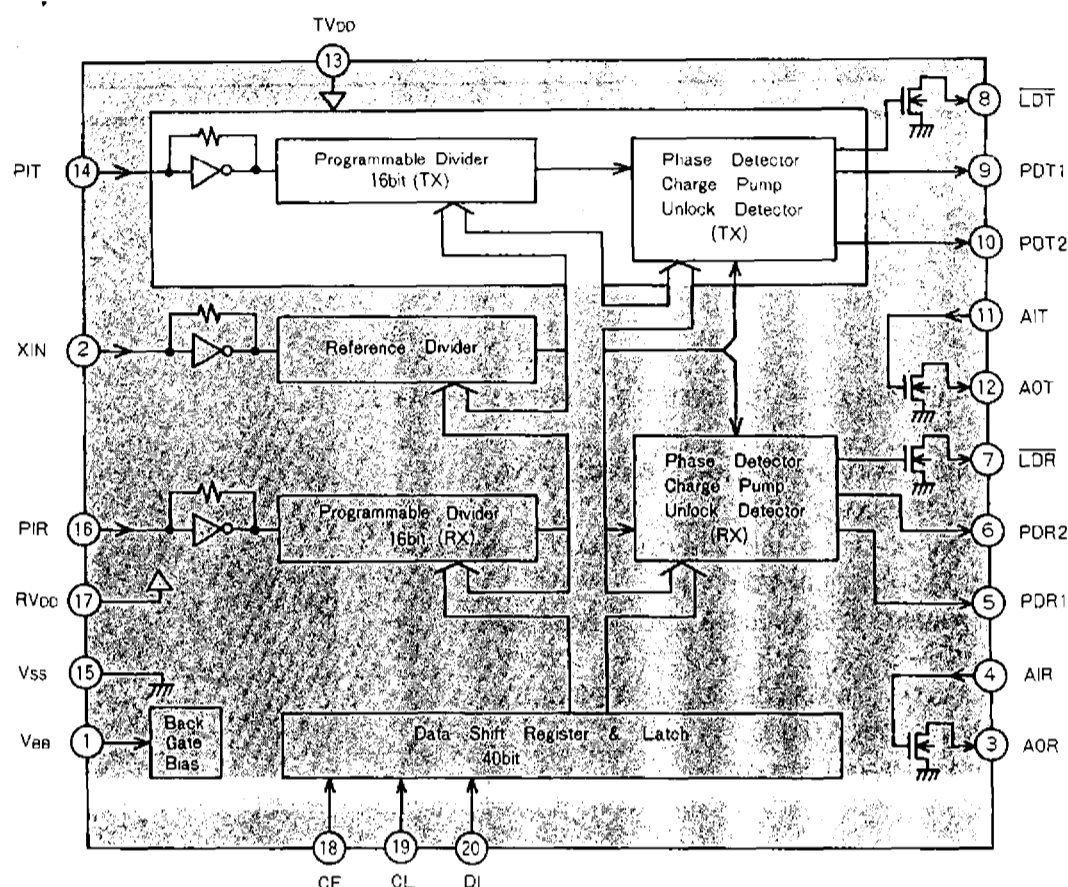 TVDD
13
8 LDT
PIT 14
Programmable Divider
16bit (TX)
Phase Detector
Charge Pump
Unlock Detector
(TX)
9 PDT1
10 PDT2
11 AIT
XIN 2
Reference Divider
12 AOT
7 LDR
Phase Detector
Charge Pump
Unlock Detector
(RX)
PIR 16
Programmable Divider
16bit (RX)
6 PDR2
RVDD 17
5 PDR1
VSS 15
4 AIR
VBB 1
Back
Gate
Bias
Data Shift Register & Latch
40bit
3 AOR
18 19 20
CE CL DI